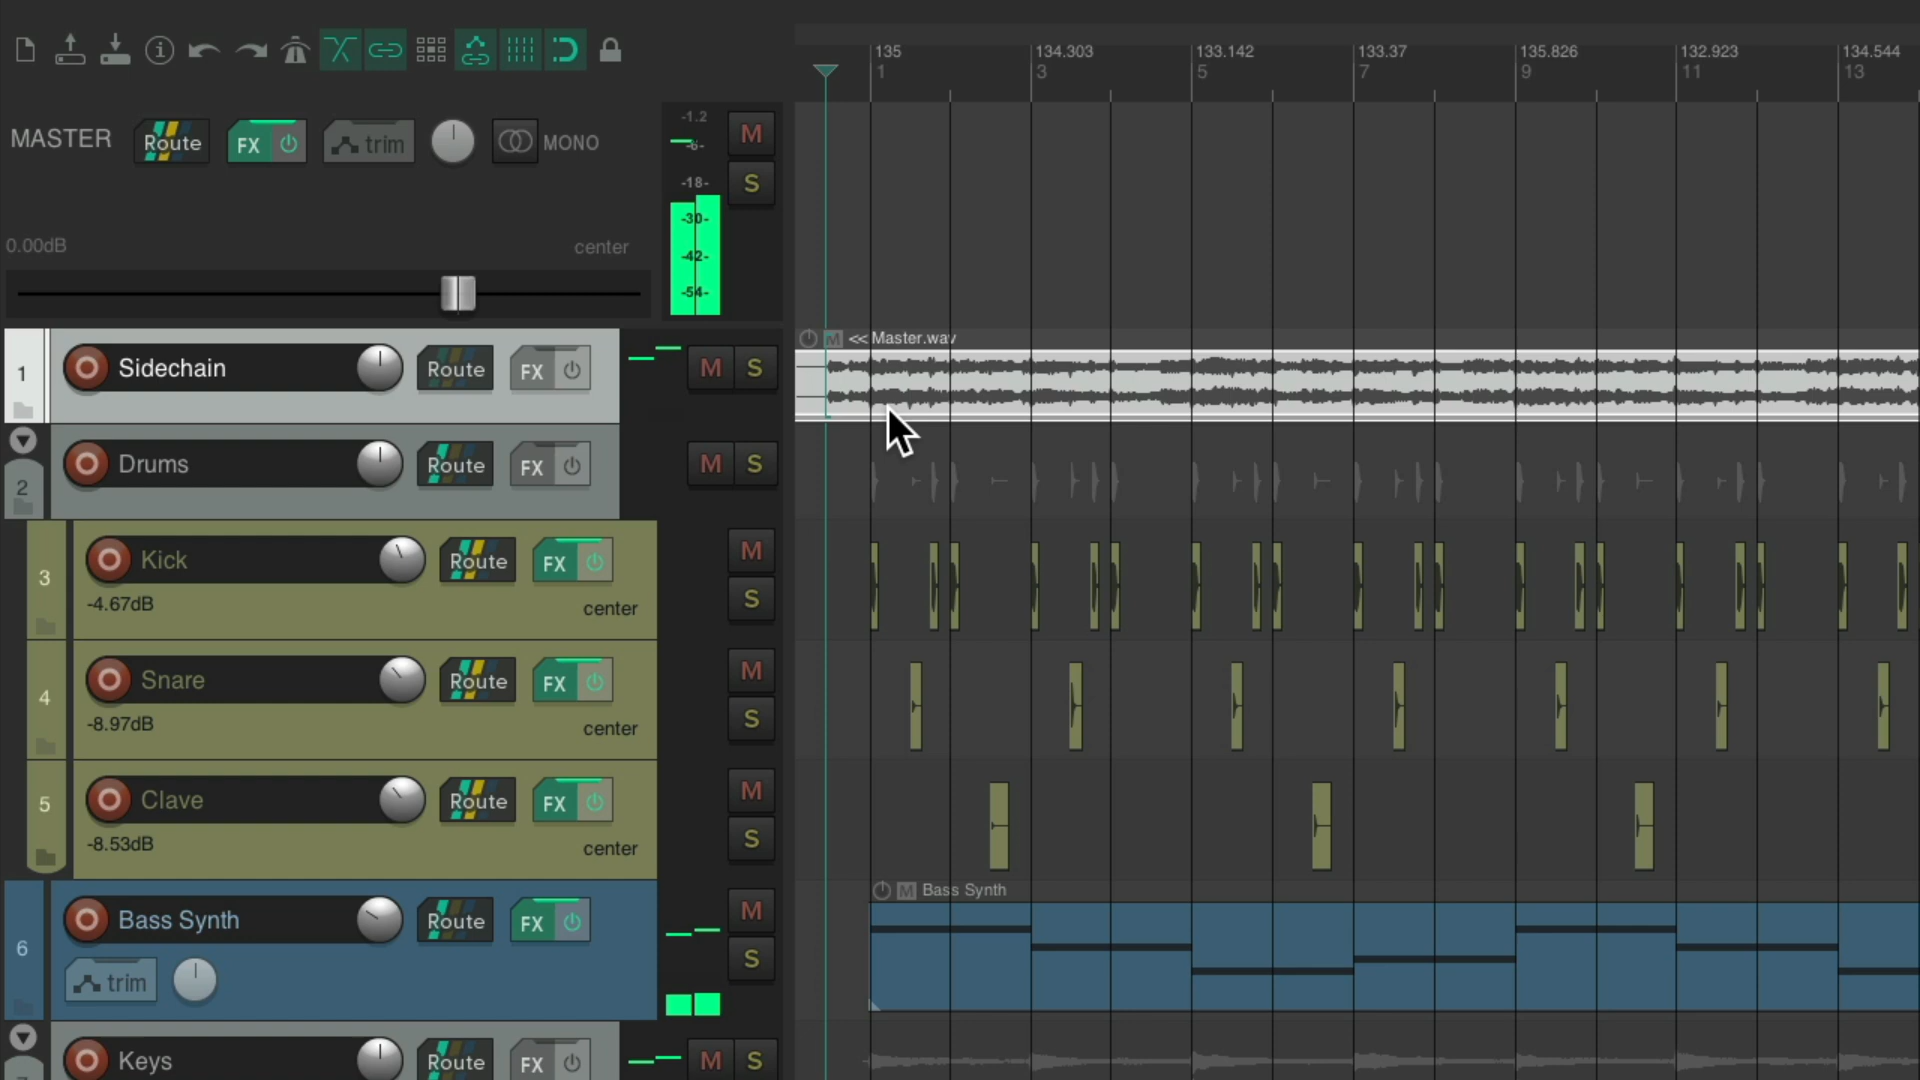 135 134.303 133.142 133.37 135.826 132.923 134.544
1 3 5 7 9 11 13
MASTER Route FX trim MONO
-1.2
-6-
-18-
-30-
-42-
-54-
M
S
0.00dB center
1 Sidechain Route FX M S
M << Master.wav
2 Drums Route FX M S
3 Kick Route FX M
-4.67dB center S
4 Snare Route FX M
-8.97dB center S
5 Clave Route FX M
-8.53dB center S
6 Bass Synth Route FX M
trim S
M Bass Synth
Keys Route FX M S